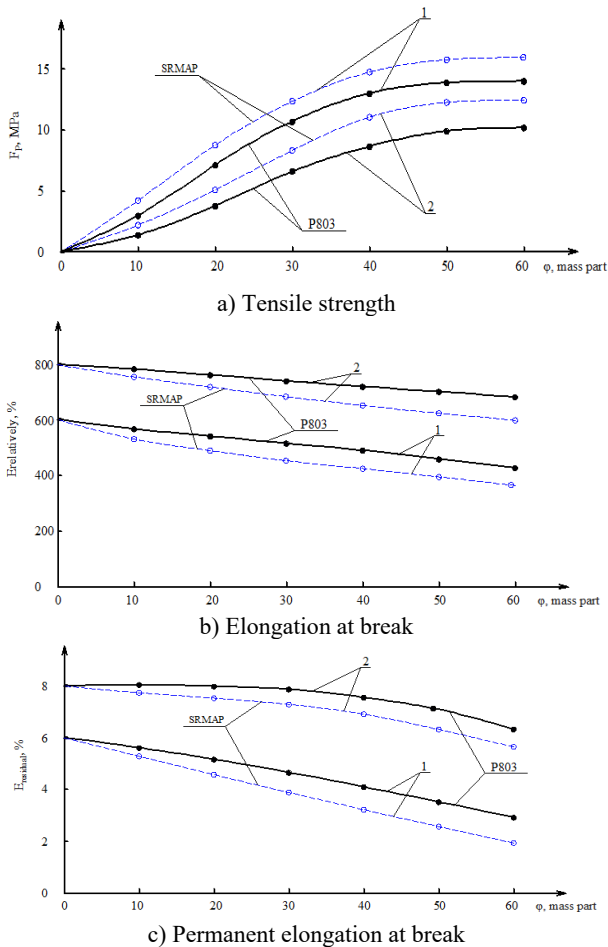 1
SRMAP
15
F_P, MPa
10
5
2
P803
0
0 10 20 30 40 50 60 φ, mass part
a) Tensile strength
800
2
SRMAP
600
P803
1
Erelatively, %
400
200
0
0 10 20 30 40 50 60 φ, mass part
b) Elongation at break
8
2
SRMAP
6
P803
E_residual, %
4
1
2
0
0 10 20 30 40 50 60 φ, mass part
c) Permanent elongation at break